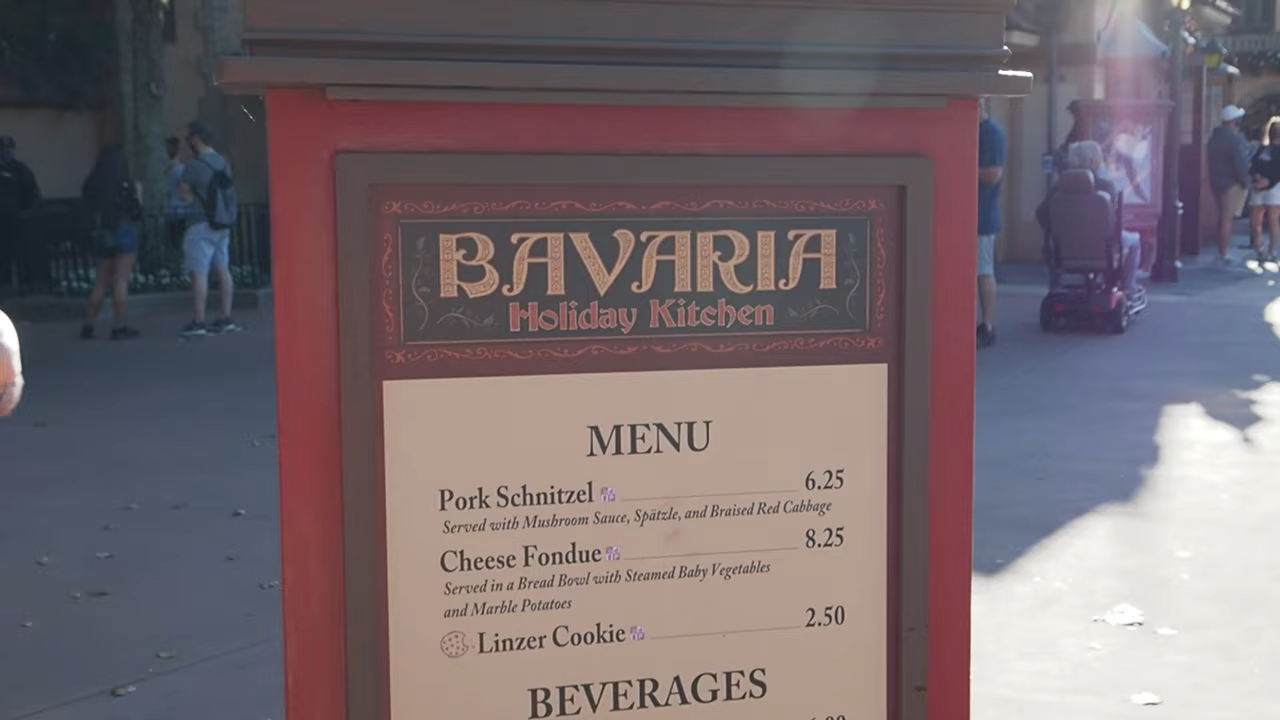 BAVARIA
Holiday Kitchen
MENU
Pork Schnitzel 6.25
Served with Mushroom Sauce, Spätzle, and Braised Red Cabbage
Cheese Fondue 8.25
Served in a Bread Bowl with Steamed Baby Vegetables
and Marble Potatoes
Linzer Cookie 2.50
BEVERAGES